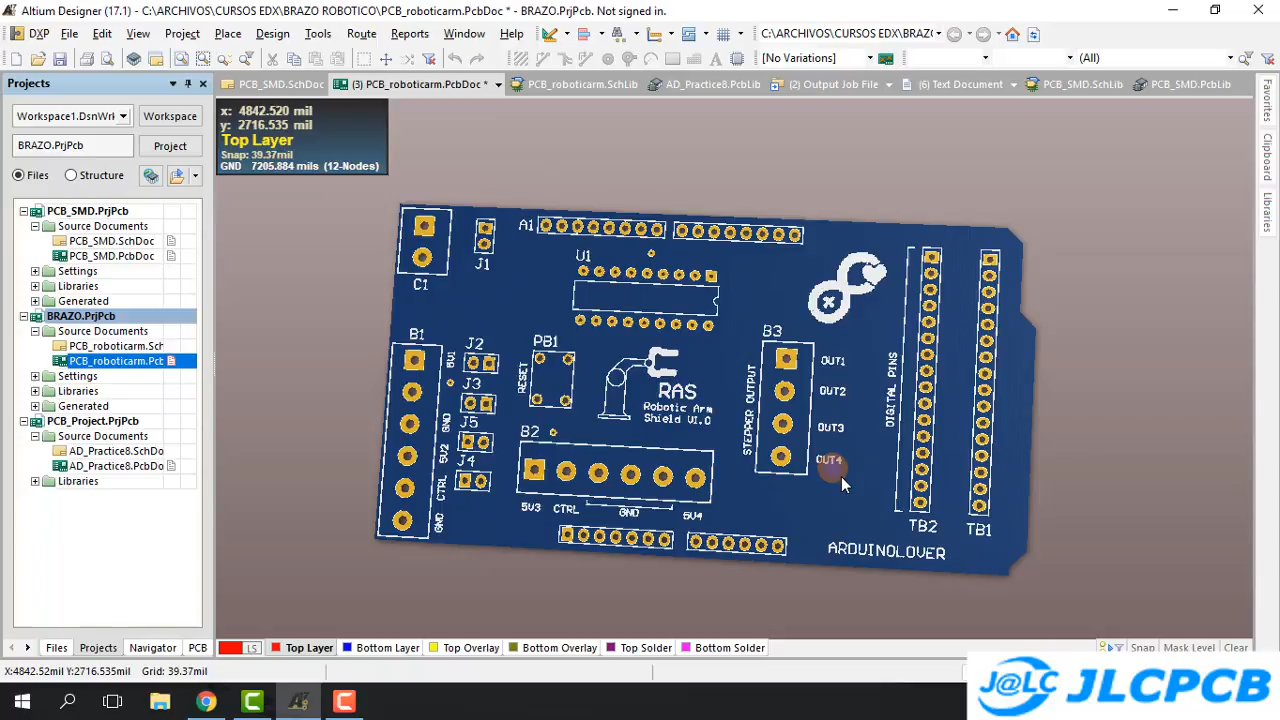 Altium Designer (17.1) - C:\ARCHIVOS\CURSOS EDX\BRAZO ROBOTICO\PCB_roboticarm.PcbDoc * - BRAZO.PrjPcb. Not signed in.
DXP File Edit View Project Place Design Tools Route Reports Window Help C:\ARCHIVOS\CURSOS EDX\BRAZO
[No Variations] (All)
Projects
PCB_SMD.SchDoc (3) PCB_roboticarm.PcbDoc * PCB_roboticarm.SchLib AD_Practice8.PcbLib (2) Output Job File (6) Text Document PCB_SMD.SchLib PCB_SMD.PcbLib
Workspace1.DsnWrk Workspace
BRAZO.PrjPcb Project
Files Structure
PCB_SMD.PrjPcb
Source Documents
PCB_SMD.SchDoc
PCB_SMD.PcbDoc
Settings
Libraries
Generated
BRAZO.PrjPcb
Source Documents
PCB_roboticarm.Sch
PCB_roboticarm.Pcb
Settings
Libraries
Generated
PCB_Project.PrjPcb
Source Documents
AD_Practice8.SchDo
AD_Practice8.PcbDo
Libraries
x: 4842.520 mil
y: 2716.535 mil
Top Layer
Snap: 39.37mil
GND 7205.884 mils (12-Nodes)
A1
J1
C1
U1
B1
J2
5V1
J3
GND
J5
5V2
J4
CTRL
GND
PB1
RESET
RAS
Robotic Arm
Shield V1.0
B2
5V3 CTRL GND 5V4
B3
STEPPER OUTPUT
OUT1
OUT2
OUT3
OUT4
DIGITAL PINS
TB2 TB1
ARDUINOLOVER
Favorites
Clipboard
Libraries
Files Projects Navigator PCB
LS Top Layer Bottom Layer Top Overlay Bottom Overlay Top Solder Bottom Solder Snap Mask Level Clear
X:4842.52mil Y:2716.535mil Grid: 39.37mil
J@LC JLCPCB